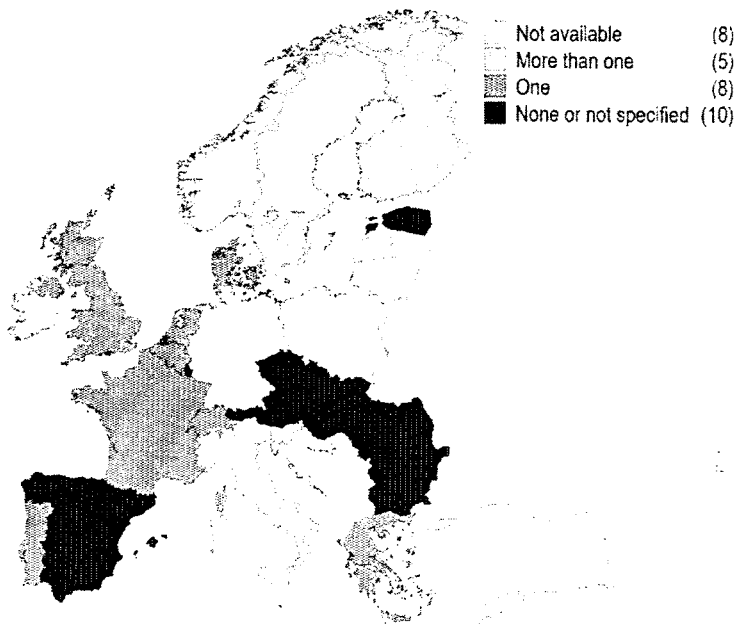 Not available (8)
More than one (5)
One (8)
None or not specified (10)